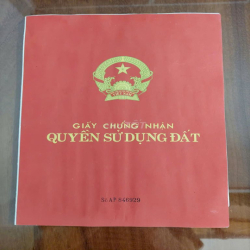 GIẤY CHỨNG NHẬN
QUYỀN SỬ DỤNG ĐẤT